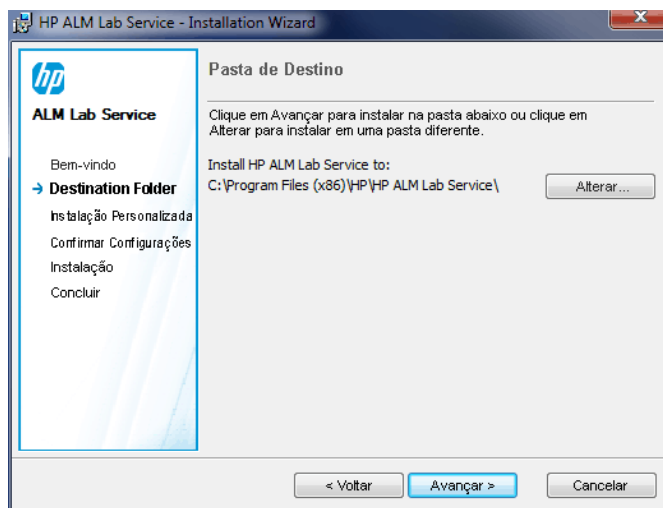 HP ALM Lab Service - Installation Wizard
hp
ALM Lab Service
Bem-vindo
Destination Folder
Instalação Personalizada
Confirmar Configurações
Instalação
Concluir
Pasta de Destino
Clique em Avançar para instalar na pasta abaixo ou clique em
Alterar para instalar em uma pasta diferente.
Install HP ALM Lab Service to:
C:\Program Files (x86)\HP\HP ALM Lab Service\
Alterar...
< Voltar
Avançar >
Cancelar